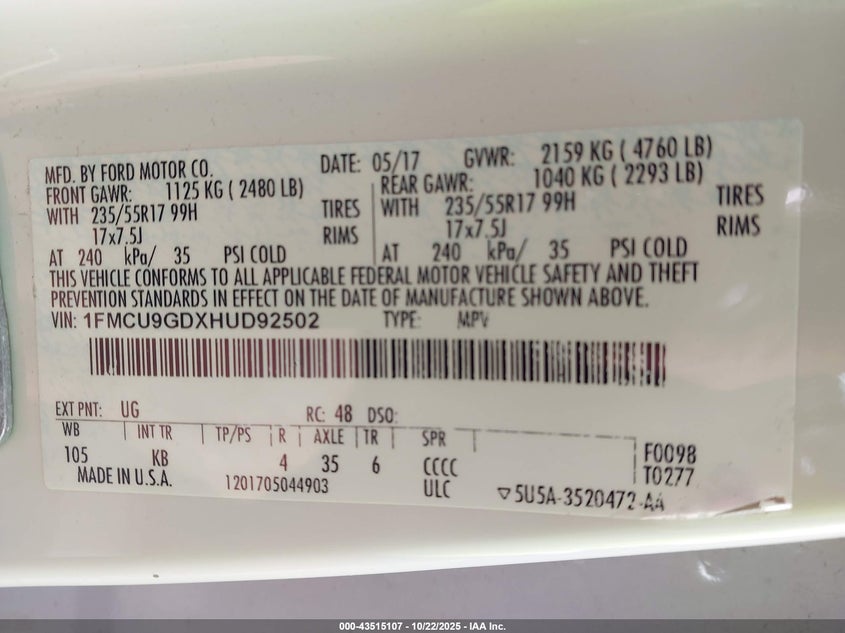 MFD. BY FORD MOTOR CO. DATE: 05/17 GVWR: 2159 KG ( 4760 LB)
FRONT GAWR: 1125 KG ( 2480 LB) REAR GAWR: 1040 KG ( 2293 LB)
WITH 235/55R17 99H TIRES WITH 235/55R17 99H TIRES
17x7.5J RIMS 17x7.5J RIMS
AT 240 kPa/ 35 PSI COLD AT 240 kPa/ 35 PSI COLD
THIS VEHICLE CONFORMS TO ALL APPLICABLE FEDERAL MOTOR VEHICLE SAFETY AND THEFT
PREVENTION STANDARDS IN EFFECT ON THE DATE OF MANUFACTURE SHOWN ABOVE.
VIN: 1FMCU9GDXHUD92502 TYPE: MPV
EXT PNT: UG RC: 48 DSO:
WB INT TR TP/PS R AXLE TR SPR
105 KB 4 35 6 CCCC F0098
MADE IN U.S.A. 1201705044903 ULC T0277
▽5U5A-3520472-AA
000-43515107 - 10/22/2025 - IAA Inc.